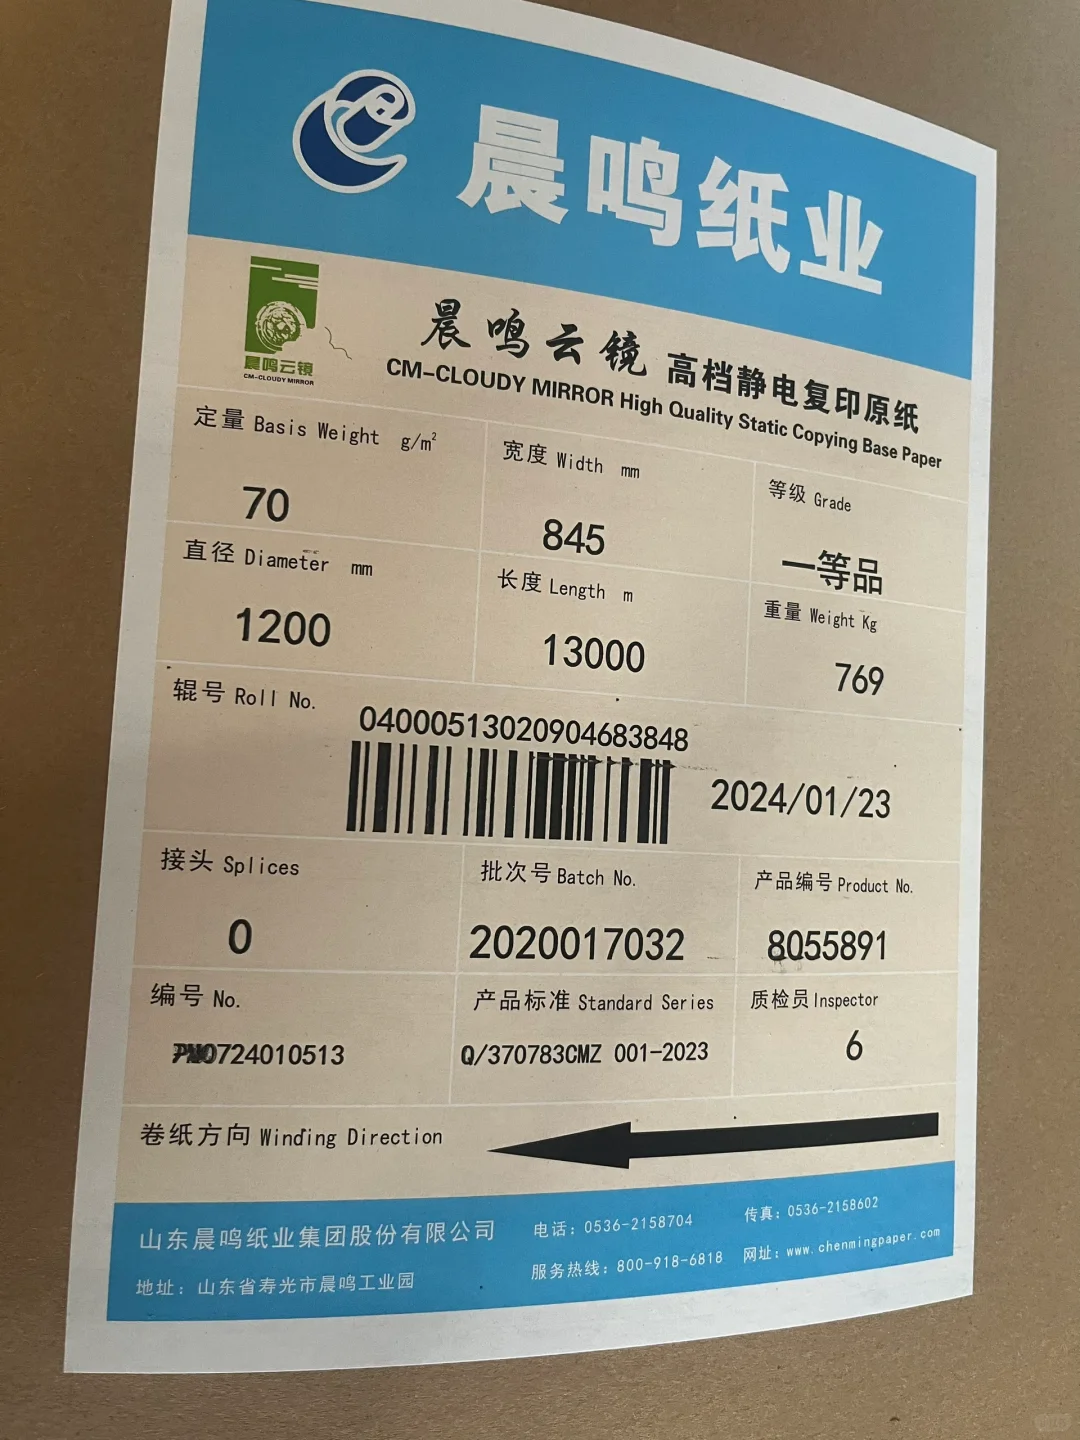 晨鸣纸业
晨鸣云镜
CM-CLOUDY MIRROR
晨鸣云镜 高档静电复印原纸
CM-CLOUDY MIRROR High Quality Static Copying Base Paper
定量 Basis Weight g/m²
70
宽度 Width mm
845
等级 Grade
一等品
直径 Diameter mm
1200
长度 Length m
13000
重量 Weight Kg
769
辊号 Roll No.
04000513020904683848
2024/01/23
接头 Splices
0
批次号 Batch No.
2020017032
产品编号 Product No.
8055891
编号 No.
0724010513
产品标准 Standard Series
Q/370783CMZ 001-2023
质检员 Inspector
6
卷纸方向 Winding Direction
山东晨鸣纸业集团股份有限公司
电话：0536-2158704
传真：0536-2158602
地址：山东省寿光市晨鸣工业园
服务热线：800-918-6818
网址：www.chenmingpaper.com